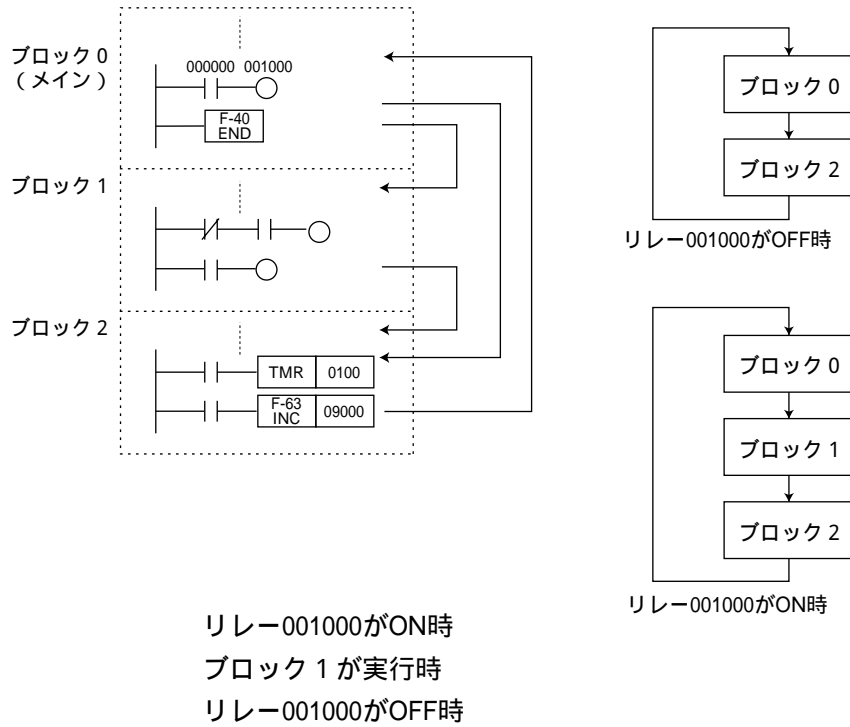 ブロック 0
( メイン )
000000 001000
F-40
END
ブロック 1
ブロック 2
TMR 0100
F-63
INC 09000
ブロック 0
ブロック 2
リレー001000がOFF時
ブロック 0
ブロック 1
ブロック 2
リレー001000がON時
リレー001000がON時
ブロック 1 が実行時
リレー001000がOFF時